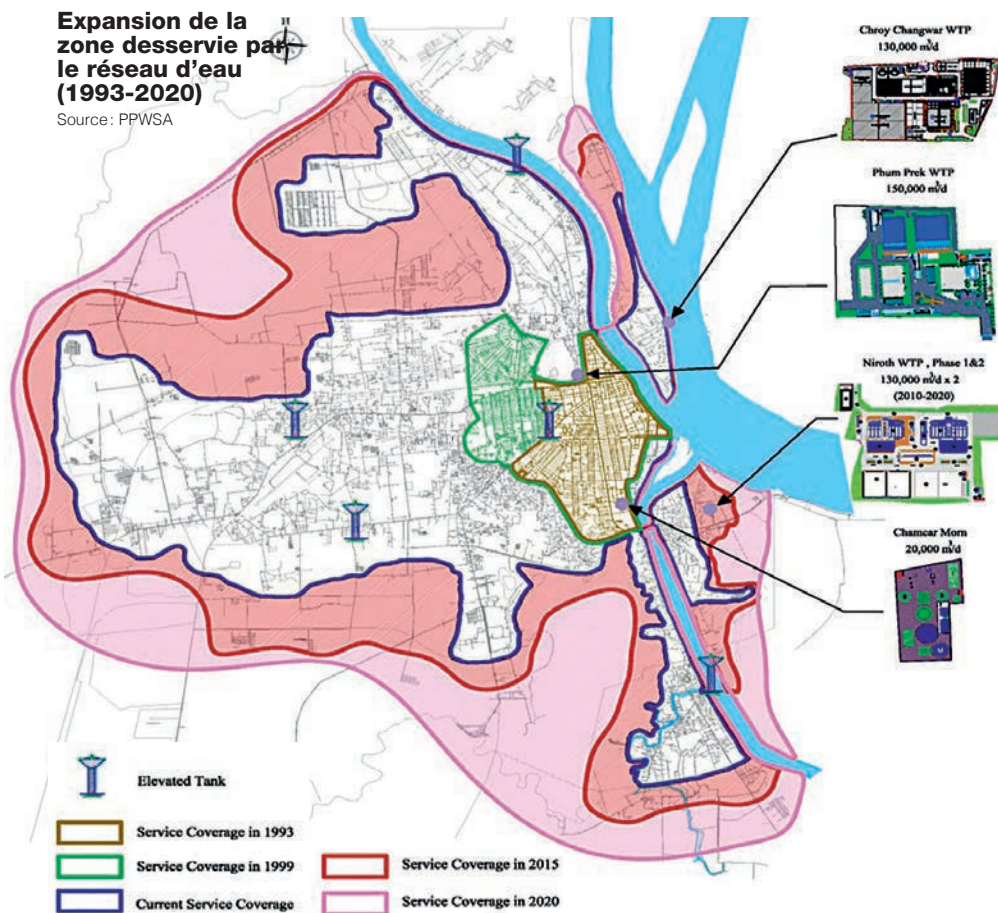 Expansion de la
zone desservie par
le réseau d'eau
(1993-2020)
Source: PPWSA
N
Chroy Changwar WTP
130,000 m³/d
Phum Prek WTP
150,000 m³/d
Niroth WTP , Phase 1&2
130,000 m³/d x 2
(2010-2020)
Chamcar Morn
20,000 m³/d
Elevated Tank
Service Coverage in 1993
Service Coverage in 1999
Current Service Coverage
Service Coverage in 2015
Service Coverage in 2020